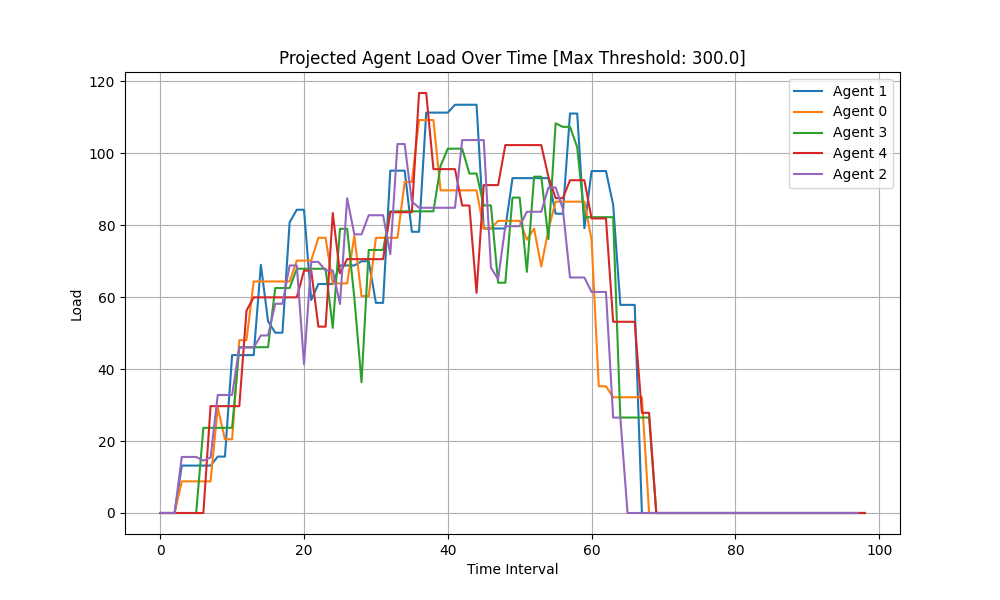 Projected Agent Load Over Time [Max Threshold: 300.0]
Load
120
100
80
60
40
20
0
Agent 1
Agent 0
Agent 3
Agent 4
Agent 2
0 20 40 60 80 100
Time Interval